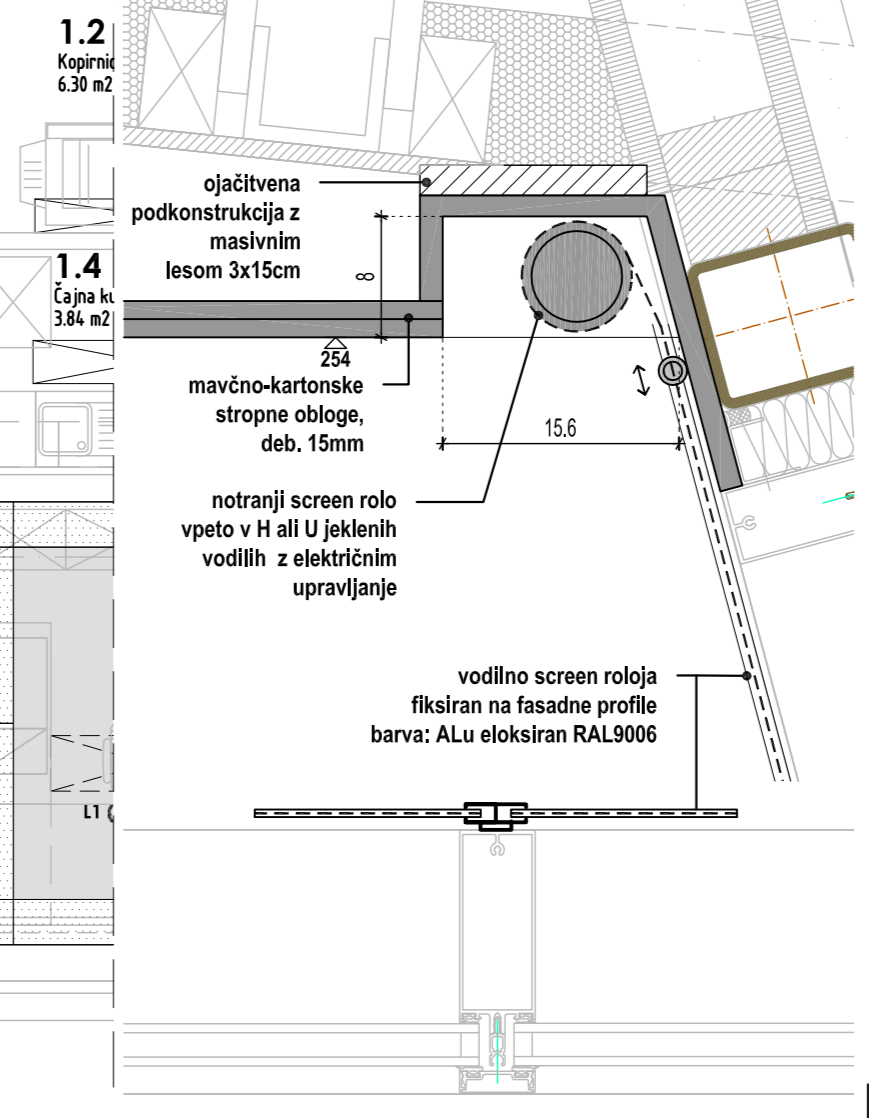 1.2
6.30 m2
1.4
Čajna
3.84 m2
L1
ojačitvena
podkonstrukcija z
masivnim
lesom 3x15cm
8
254
mavčno-kartonske
stropne obloge,
deb. 15mm
15.6
notranji screen rolo
vpeto v H ali U jeklenih
vodilih z električnim
upravljanje
vodilno screen roloja
fiksiran na fasadne profile
barva: ALu eloksiran RAL9006